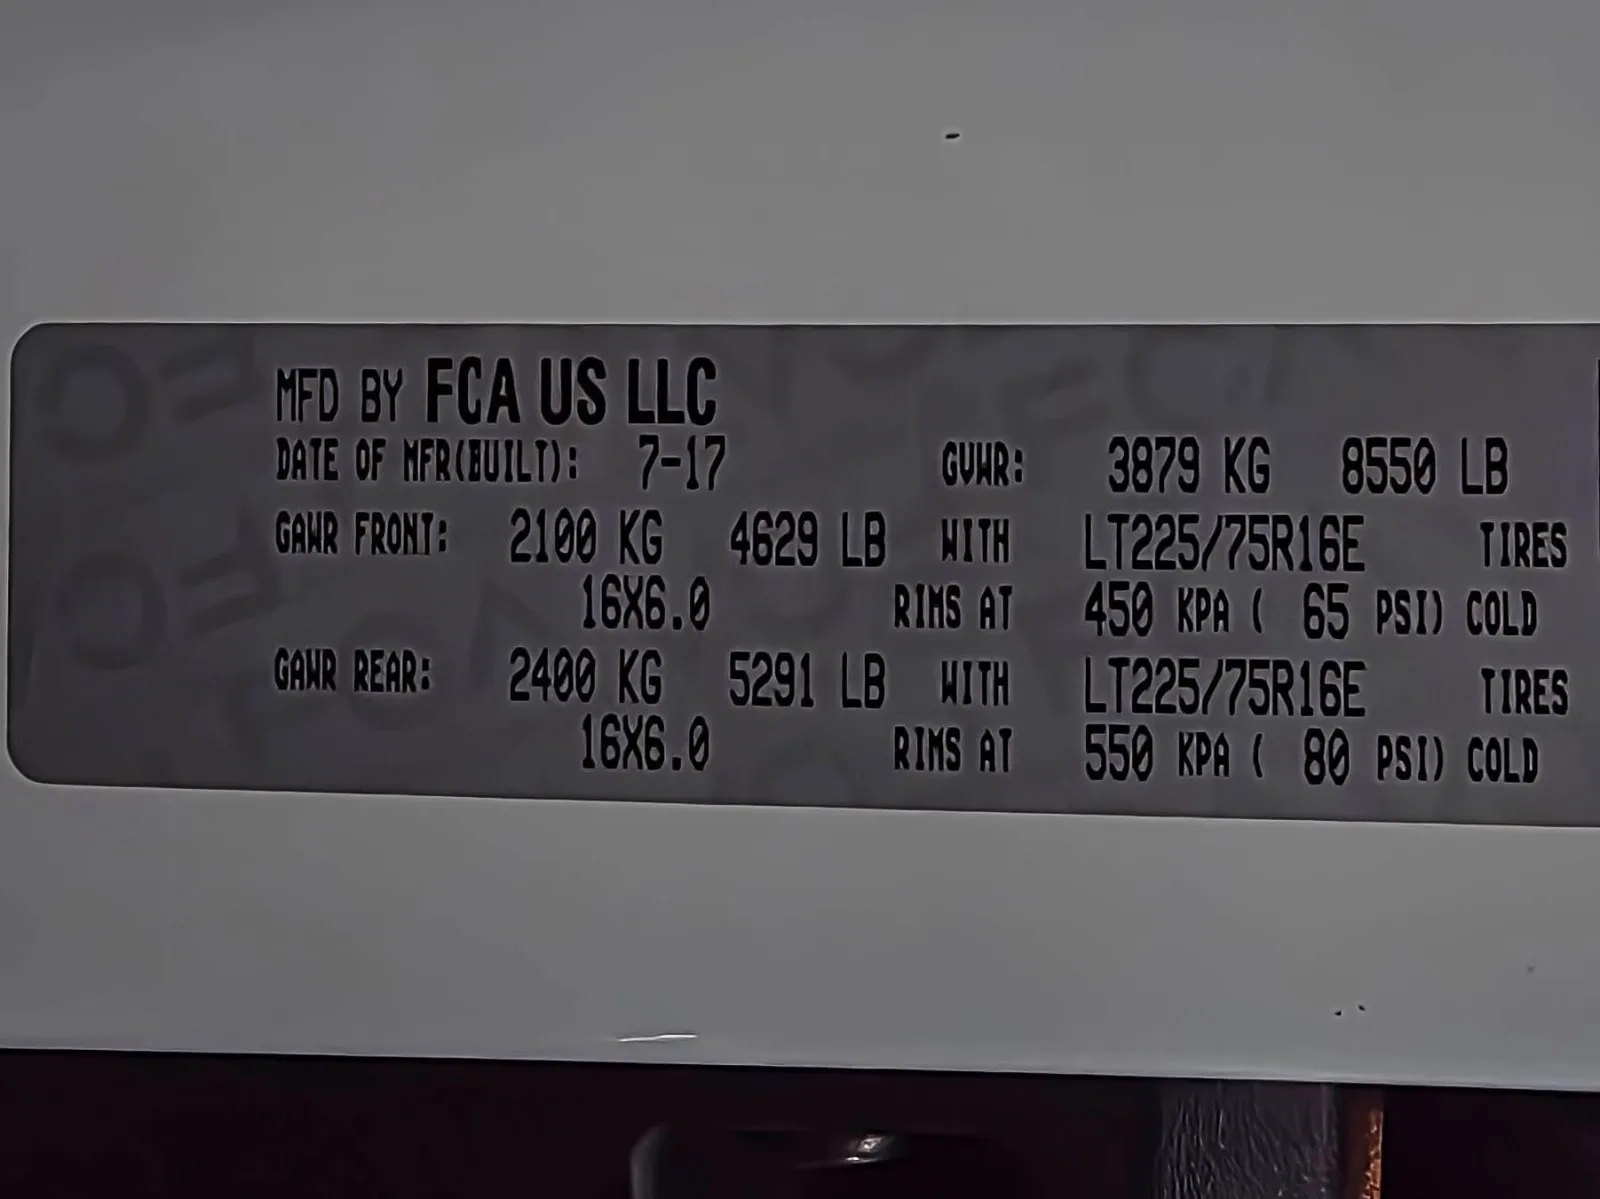 MFD BY FCA US LLC
DATE OF MFR(BUILT): 7-17 GVWR: 3879 KG 8550 LB
GAWR FRONT: 2100 KG 4629 LB WITH LT225/75R16E TIRES
16X6.0 RIMS AT 450 KPA ( 65 PSI) COLD
GAWR REAR: 2400 KG 5291 LB WITH LT225/75R16E TIRES
16X6.0 RIMS AT 550 KPA ( 80 PSI) COLD